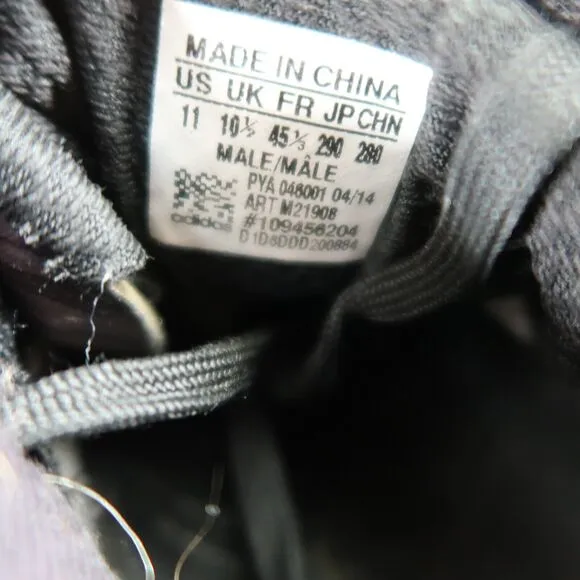 MADE IN CHINA
US UK FR JP CHN
11 10½ 45⅓ 290 280
MALE/MÂLE
PYA 046001 04/14
ART M21908
#109456204
adidas D1D6DDD200884